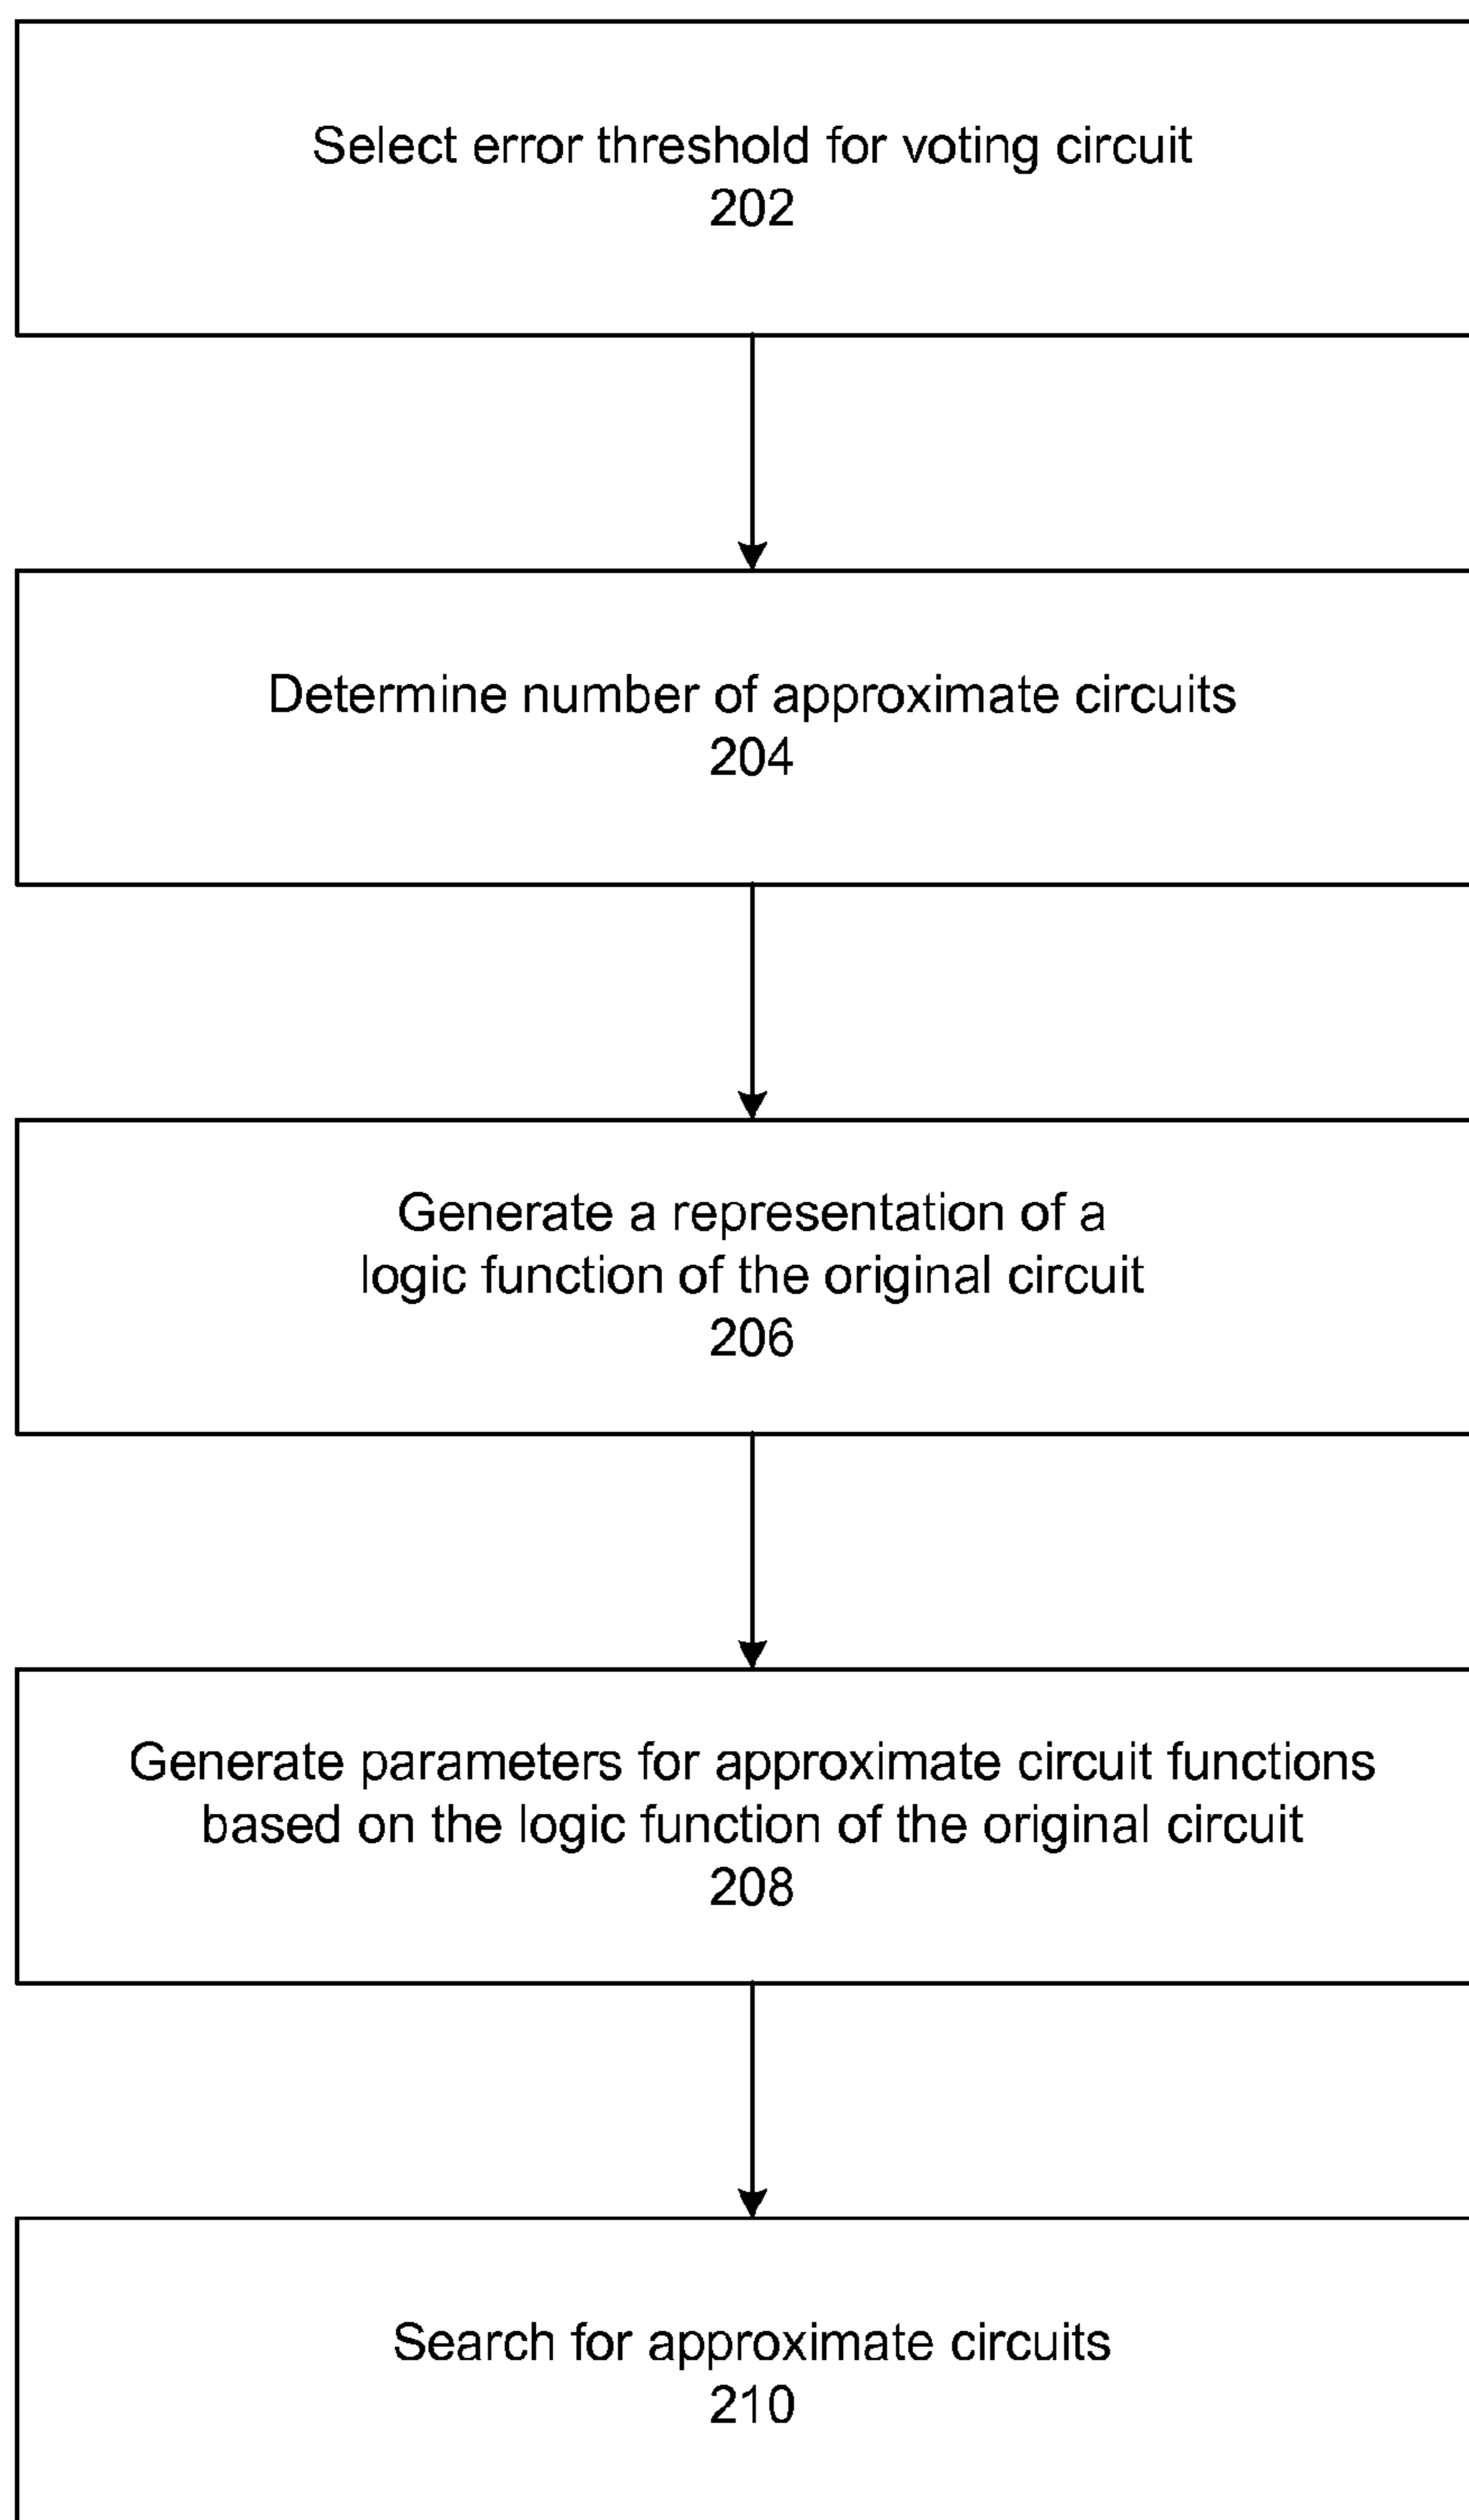 Select error threshold for voting circuit
202
Determine number of approximate circuits
204
Generate a representation of a
logic function of the original circuit
206
Generate parameters for approximate circuit functions
based on the logic function of the original circuit
208
Search for approximate circuits
210